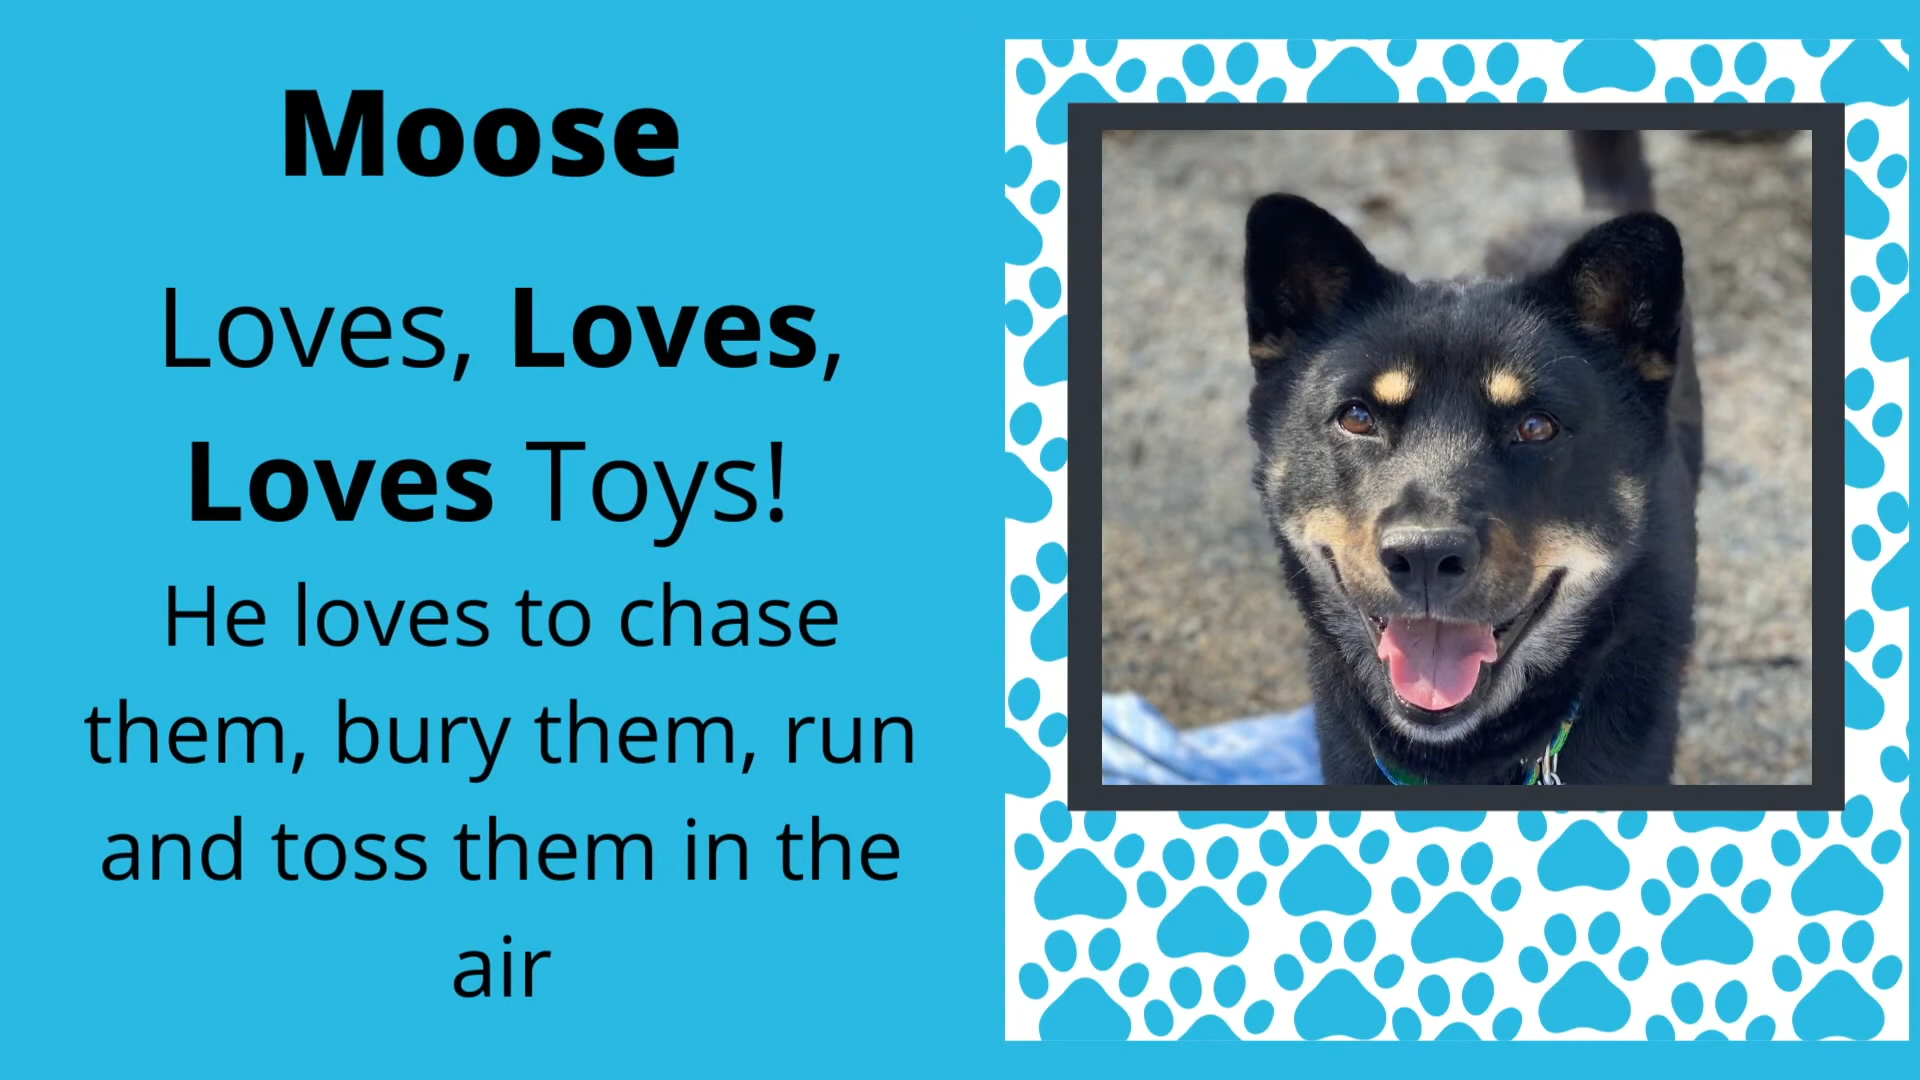 Moose
Loves, Loves,
Loves Toys!
He loves to chase
them, bury them, run
and toss them in the
air